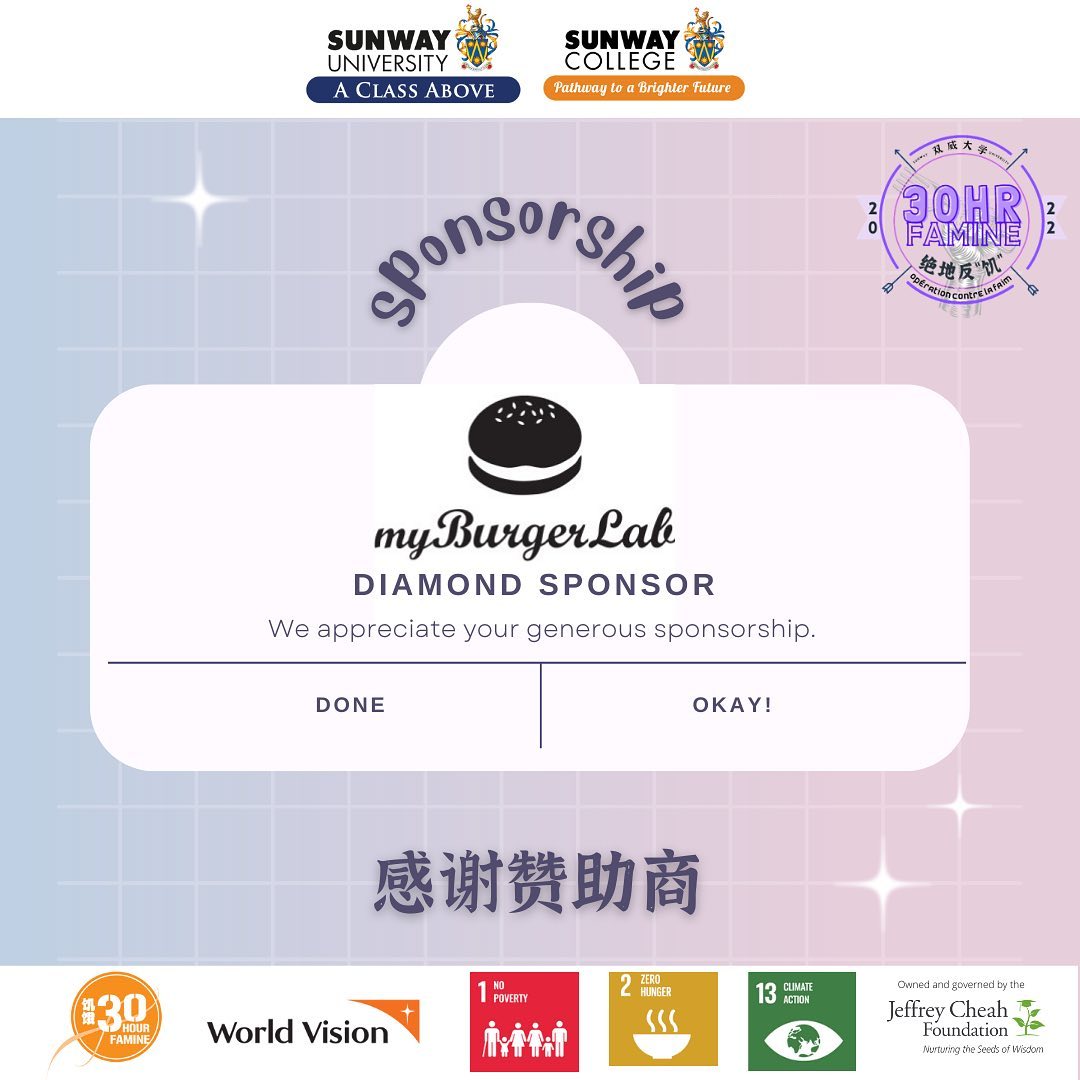 SUNWAY
UNIVERSITY
A CLASS ABOVE
SUNWAY
COLLEGE
Pathway to a Brighter Future
SUNWAY 双威大学 UNIVERSITY
2022
30HR
FAMINE
绝地反“饥”
opération contre la faim
sponsorship
myBurgerLab
DIAMOND SPONSOR
We appreciate your generous sponsorship.
DONE
OKAY!
感谢赞助商
饥饿30
HOUR
FAMINE
World Vision
1 NO
POVERTY
2 ZERO
HUNGER
13 CLIMATE
ACTION
Owned and governed by the
Jeffrey Cheah
Foundation
Nurturing the Seeds of Wisdom